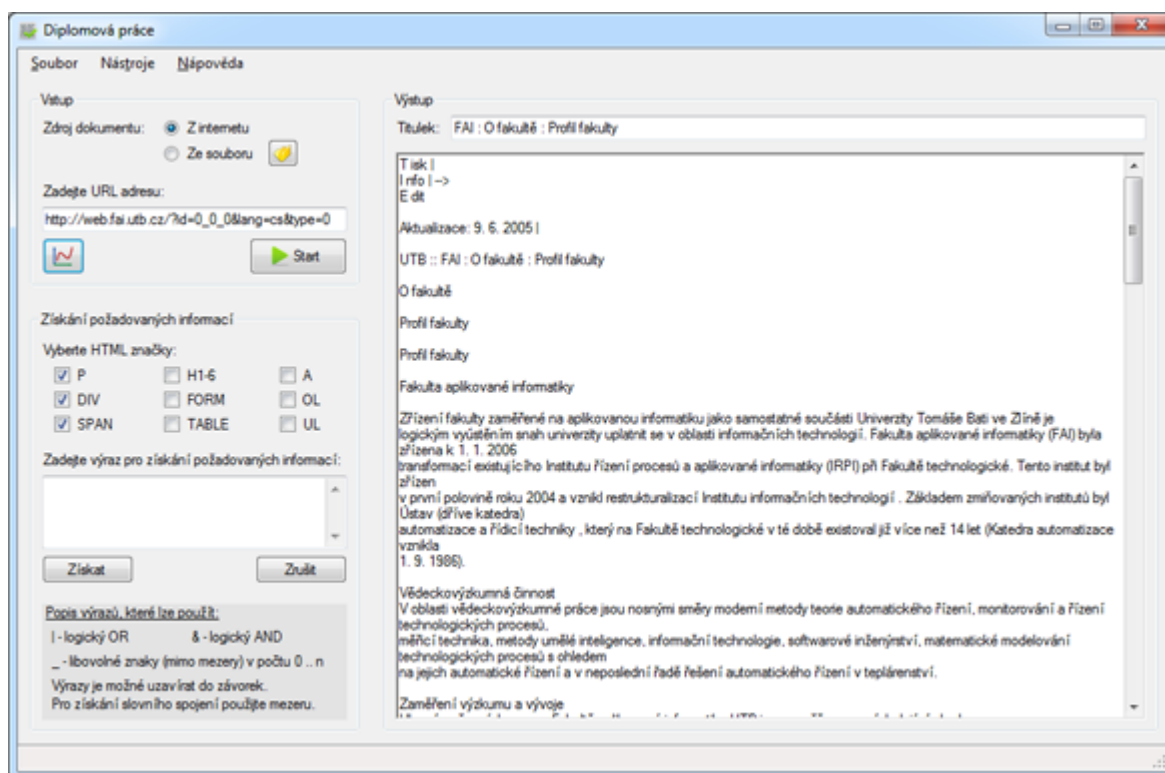 Diplomová práce
Soubor Nástroje Nápověda
Vstup
Zdroj dokumentu: Z internetu
Ze souboru
Zadejte URL adresu:
http://web.fai.utb.cz/?id=0_0_0&lang=cs&type=0
Start
Získání požadovaných informací
Vyberte HTML značky:
P H1-6 A
DIV FORM OL
SPAN TABLE UL
Zadejte výraz pro získání požadovaných informací:
Získat Zrušit
Popis výrazů, které lze použít:
| - logický OR & - logický AND
_ - libovolné znaky (mimo mezery) v počtu 0 .. n
Výrazy je možné uzavírat do závorek.
Pro získání slovního spojení použijte mezeru.
Výstup
Titulek: FAI : O fakultě : Profil fakulty
T isk |
I nfo | -->
E dit
Aktualizace: 9. 6. 2005 |
UTB :: FAI : O fakultě : Profil fakulty
O fakultě
Profil fakulty
Profil fakulty
Fakulta aplikované informatiky
Zřízení fakulty zaměřené na aplikovanou informatiku jako samostatné součásti Univerzity Tomáše Bati ve Zlíně je
logickým vyústěním snah univerzity uplatnit se v oblasti informačních technologií. Fakulta aplikované informatiky (FAI) byla
zřízena k 1. 1. 2006
transformací existujícího Institutu řízení procesů a aplikované informatiky (IRPI) při Fakultě technologické. Tento institut byl
zřízen
v první polovině roku 2004 a vznikl restrukturalizací Institutu informačních technologií . Základem zmiňovaných institutů byl
Ústav (dříve katedra)
automatizace a řídicí techniky , který na Fakultě technologické v té době existoval již více než 14 let (Katedra automatizace
vznikla
1. 9. 1986).
Vědeckovýzkumná činnost
V oblasti vědeckovýzkumné práce jsou nosnými směry moderní metody teorie automatického řízení, monitorování a řízení
technologických procesů,
měřicí technika, metody umělé inteligence, informační technologie, softwarové inženýrství, matematické modelování
technologických procesů s ohledem
na jejich automatické řízení a v neposlední řadě řešení automatického řízení v teplárenství.
Zaměření výzkumu a vývoje